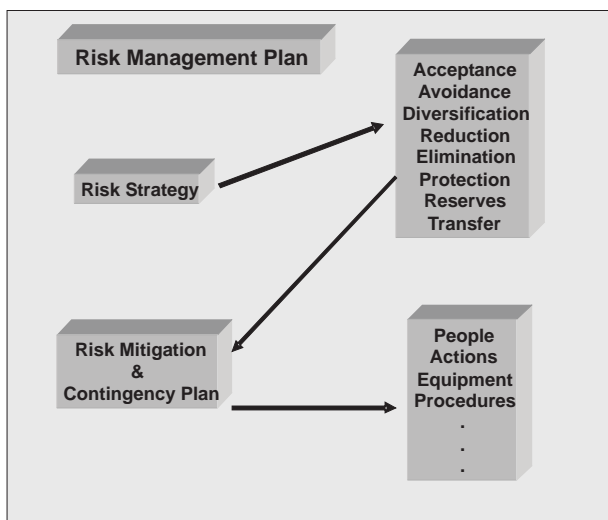 Risk Management Plan
Acceptance
Avoidance
Diversification
Reduction
Elimination
Protection
Reserves
Transfer
Risk Strategy
Risk Mitigation
&
Contingency Plan
People
Actions
Equipment
Procedures
.
.
.